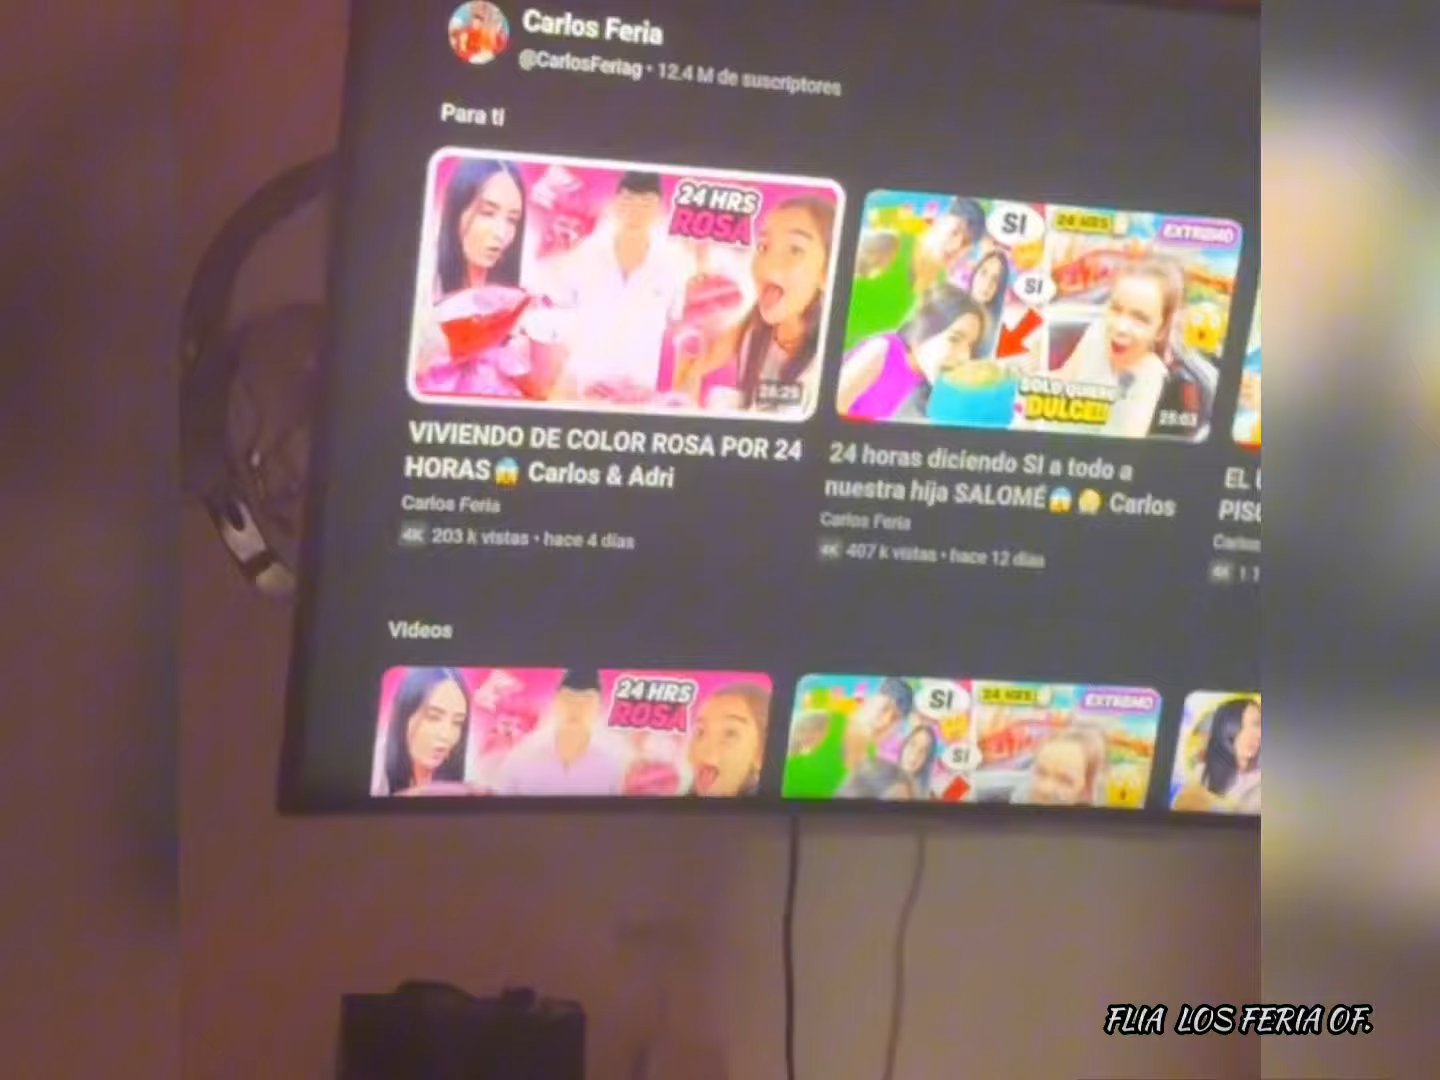 Carlos Feria
@CarlosFeriag • 12.4 M de suscriptores
Para ti
24 HRS
ROSA
26:29
SI
24 HRS
EXTREMO
SI
SOLO QUIERE
DULCE!!
25:03
VIVIENDO DE COLOR ROSA POR 24
HORAS😱 Carlos & Adri
Carlos Feria
4K 203 k vistas • hace 4 días
24 horas diciendo SI a todo a
nuestra hija SALOMÉ😱 Carlos
Carlos Feria
4K 407 k vistas • hace 12 días
EL
Carlos
4K
Videos
24 HRS
ROSA
SI
24 HRS
EXTREMO
SI
FLIA LOS FERIA OF.